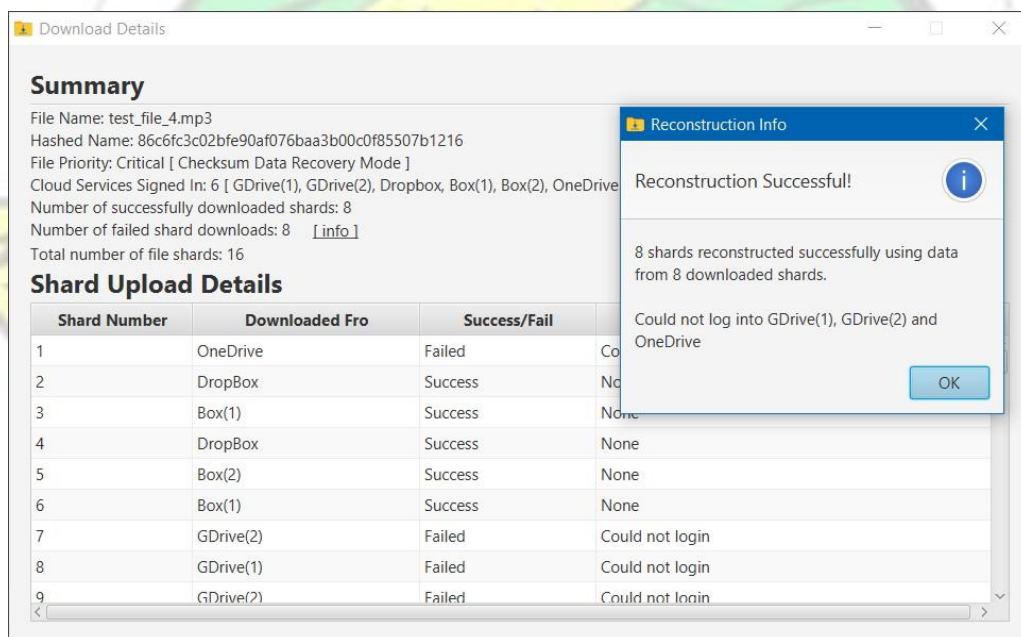 Download Details
Summary
File Name: test_file_4.mp3
Hashed Name: 86c6fc3c02bfe90af076baa3b00c0f85507b1216
File Priority: Critical [ Checksum Data Recovery Mode ]
Cloud Services Signed In: 6 [ GDrive(1), GDrive(2), Dropbox, Box(1), Box(2), OneDrive
Number of successfully downloaded shards: 8
Number of failed shard downloads: 8 [ info ]
Total number of file shards: 16
Shard Upload Details
Shard Number Downloaded Fro Success/Fail
1 OneDrive Failed Co
2 DropBox Success No
3 Box(1) Success None
4 DropBox Success None
5 Box(2) Success None
6 Box(1) Success None
7 GDrive(2) Failed Could not login
8 GDrive(1) Failed Could not login
9 GDrive(2) Failed Could not login
Reconstruction Info
Reconstruction Successful!
8 shards reconstructed successfully using data
from 8 downloaded shards.
Could not log into GDrive(1), GDrive(2) and
OneDrive
OK